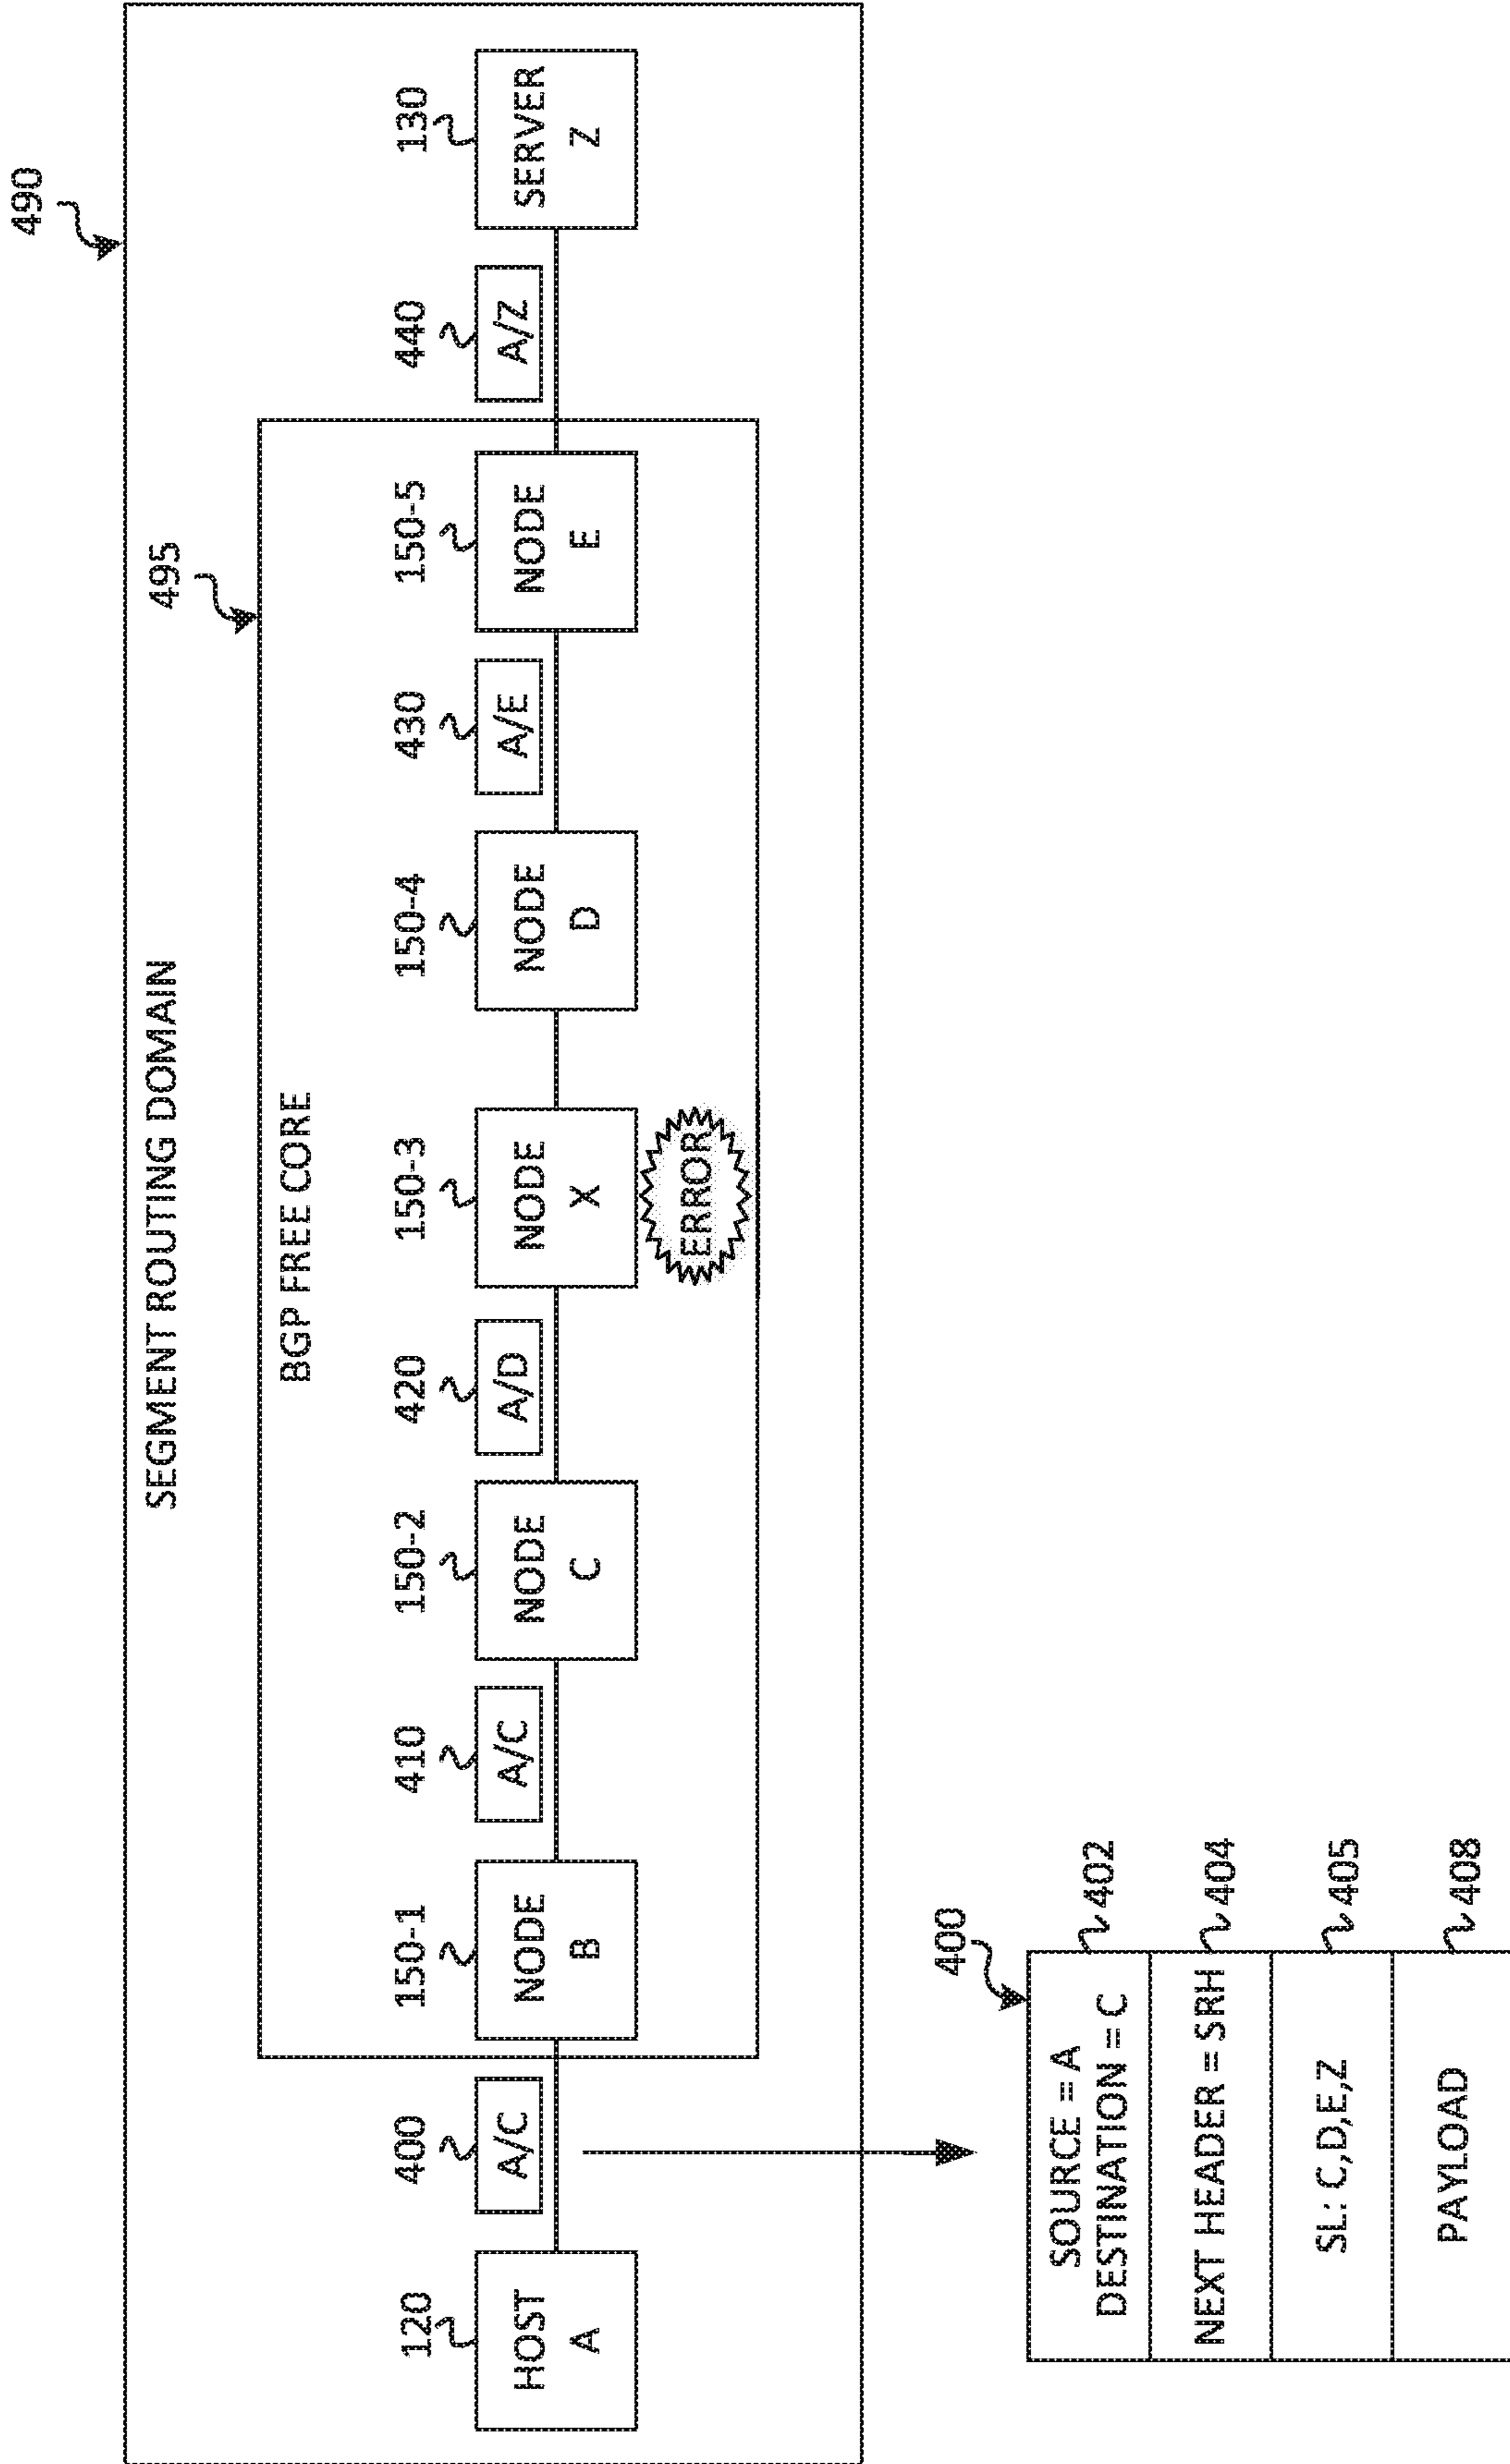 490
SEGMENT ROUTING DOMAIN
495
BGP FREE CORE
120
400
150-1
410
150-2
420
150-3
150-4
430
150-5
440
130
HOST
A
A/C
NODE
B
A/C
NODE
C
A/D
NODE
X
NODE
D
A/E
NODE
E
A/Z
SERVER
Z
ERROR
400
SOURCE = A
DESTINATION = C
402
NEXT HEADER = SRH
404
SL: C,D,E,Z
405
PAYLOAD
408